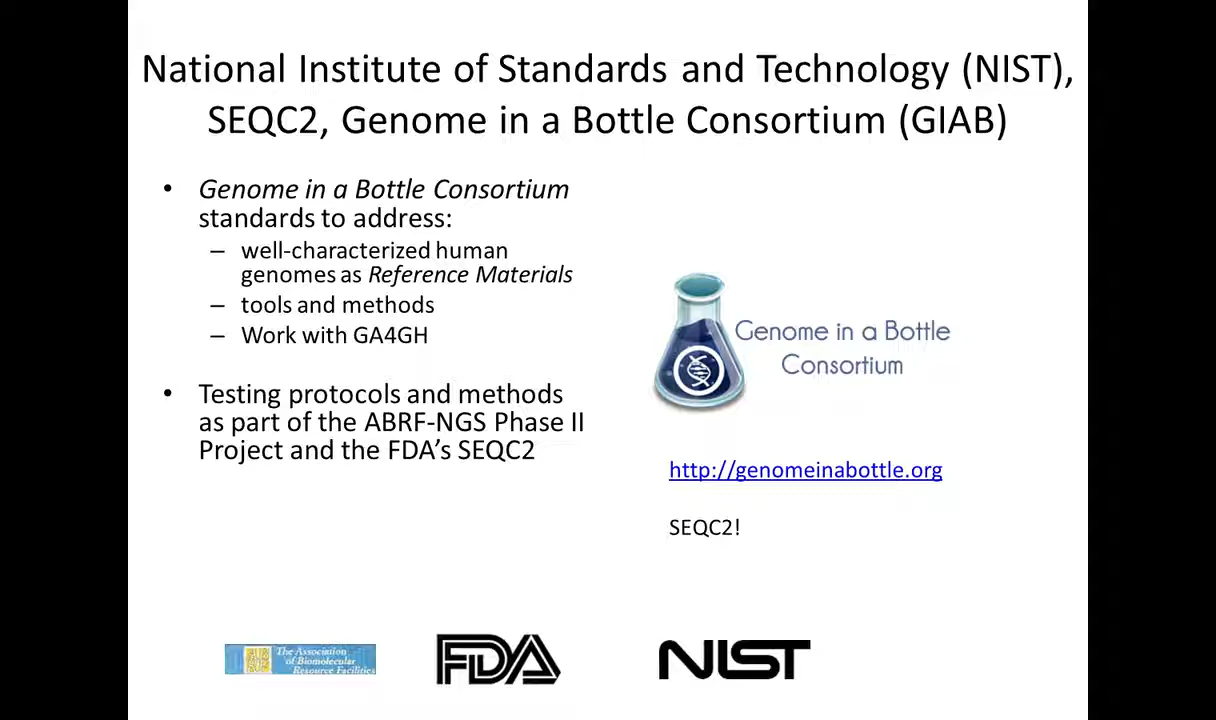 National Institute of Standards and Technology (NIST),
SEQC2, Genome in a Bottle Consortium (GIAB)
• Genome in a Bottle Consortium
standards to address:
– well-characterized human
genomes as Reference Materials
– tools and methods
– Work with GA4GH
• Testing protocols and methods
as part of the ABRF-NGS Phase II
Project and the FDA’s SEQC2
Genome in a Bottle
Consortium
http://genomeinabottle.org
SEQC2!
The Association
of Biomolecular
Resource Facilities
FDA
NIST